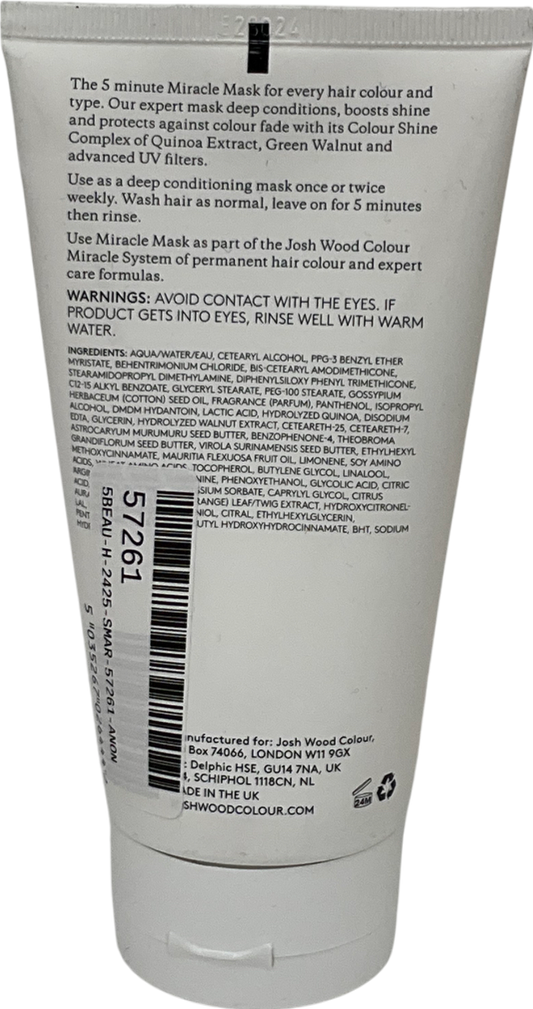 The 5 minute Miracle Mask for every hair colour and
type. Our expert mask deep conditions, boosts shine
and protects against colour fade with its Colour Shine
Complex of Quinoa Extract, Green Walnut and
advanced UV filters.
Use as a deep conditioning mask once or twice
weekly. Wash hair as normal, leave on for 5 minutes
then rinse.
Use Miracle Mask as part of the Josh Wood Colour
Miracle System of permanent hair colour and expert
care formulas.
WARNINGS: AVOID CONTACT WITH THE EYES. IF
PRODUCT GETS INTO EYES, RINSE WELL WITH WARM
WATER.
INGREDIENTS: AQUA/WATER/EAU, CETEARYL ALCOHOL, PPG-3 BENZYL ETHER
MYRISTATE, BEHENTRIMONIUM CHLORIDE, BIS-CETEARYL AMODIMETHICONE,
STEARAMIDOPROPYL DIMETHYLAMINE, DIPHENYLSILOXY PHENYL TRIMETHICONE,
C12-15 ALKYL BENZOATE, GLYCERYL STEARATE, PEG-100 STEARATE, GOSSYPIUM
HERBACEUM (COTTON) SEED OIL, FRAGRANCE (PARFUM), PANTHENOL, ISOPROPYL
ALCOHOL, DMDM HYDANTOIN, LACTIC ACID, HYDROLYZED QUINOA, DISODIUM
EDTA, GLYCERIN, HYDROLYZED WALNUT EXTRACT, CETEARETH-25, CETEARETH-7,
ASTROCARYUM MURUMURU SEED BUTTER, BENZOPHENONE-4, THEOBROMA
GRANDIFLORUM SEED BUTTER, VIROLA SURINAMENSIS SEED BUTTER, ETHYLHEXYL
METHOXYCINNAMATE, MAURITIA FLEXUOSA FRUIT OIL, LIMONENE, SOY AMINO
ACIDS, WHEAT AMINO ACIDS, TOCOPHEROL, BUTYLENE GLYCOL, LINALOOL,
NINE, PHENOXYETHANOL, GLYCOLIC ACID, CITRIC
ACID, SIUM SORBATE, CAPRYLYL GLYCOL, CITRUS
RANGE) LEAF/TWIG EXTRACT, HYDROXYCITRONEL-
LAL, NIOL, CITRAL, ETHYLHEXYLGLYCERIN,
PENT UTYL HYDROXYHYDROCINNAMATE, BHT, SODIUM
HYD
57261
5BEAU-H-2425-SMAR-57261-ANON
nufactured for: Josh Wood Colour,
Box 74066, LONDON W11 9GX
: Delphic HSE, GU14 7NA, UK
, SCHIPHOL 1118CN, NL
ADE IN THE UK
SHWOODCOLOUR.COM
24M